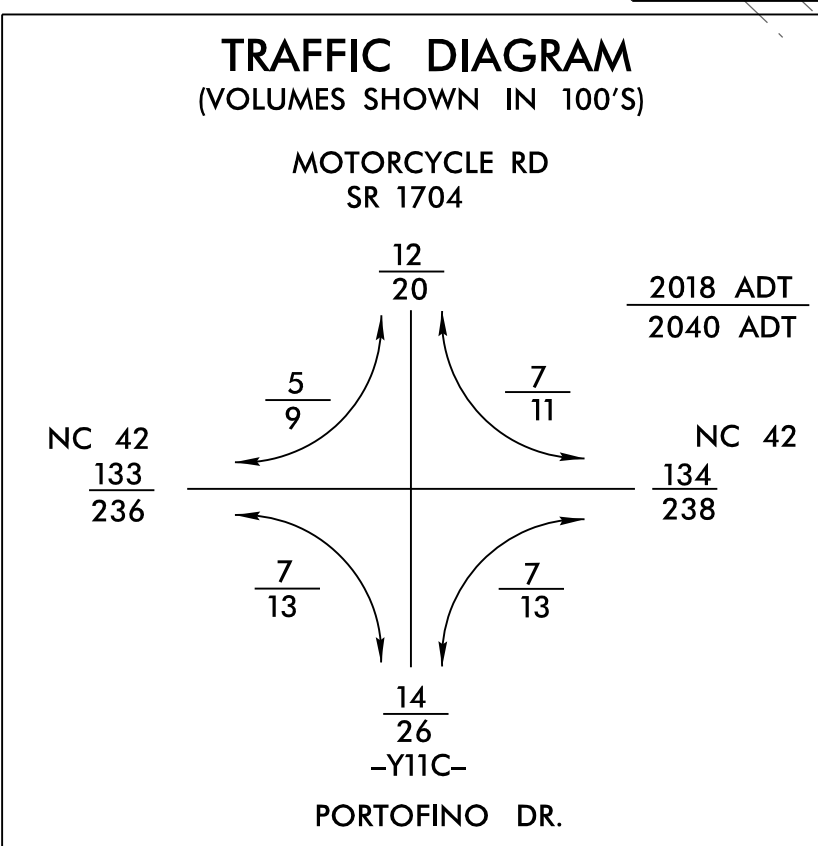 TRAFFIC DIAGRAM
(VOLUMES SHOWN IN 100'S)
MOTORCYCLE RD
SR 1704
12
20
2018 ADT
2040 ADT
5
9
7
11
NC 42
133
236
NC 42
134
238
7
13
7
13
14
26
–Y11C–
PORTOFINO DR.